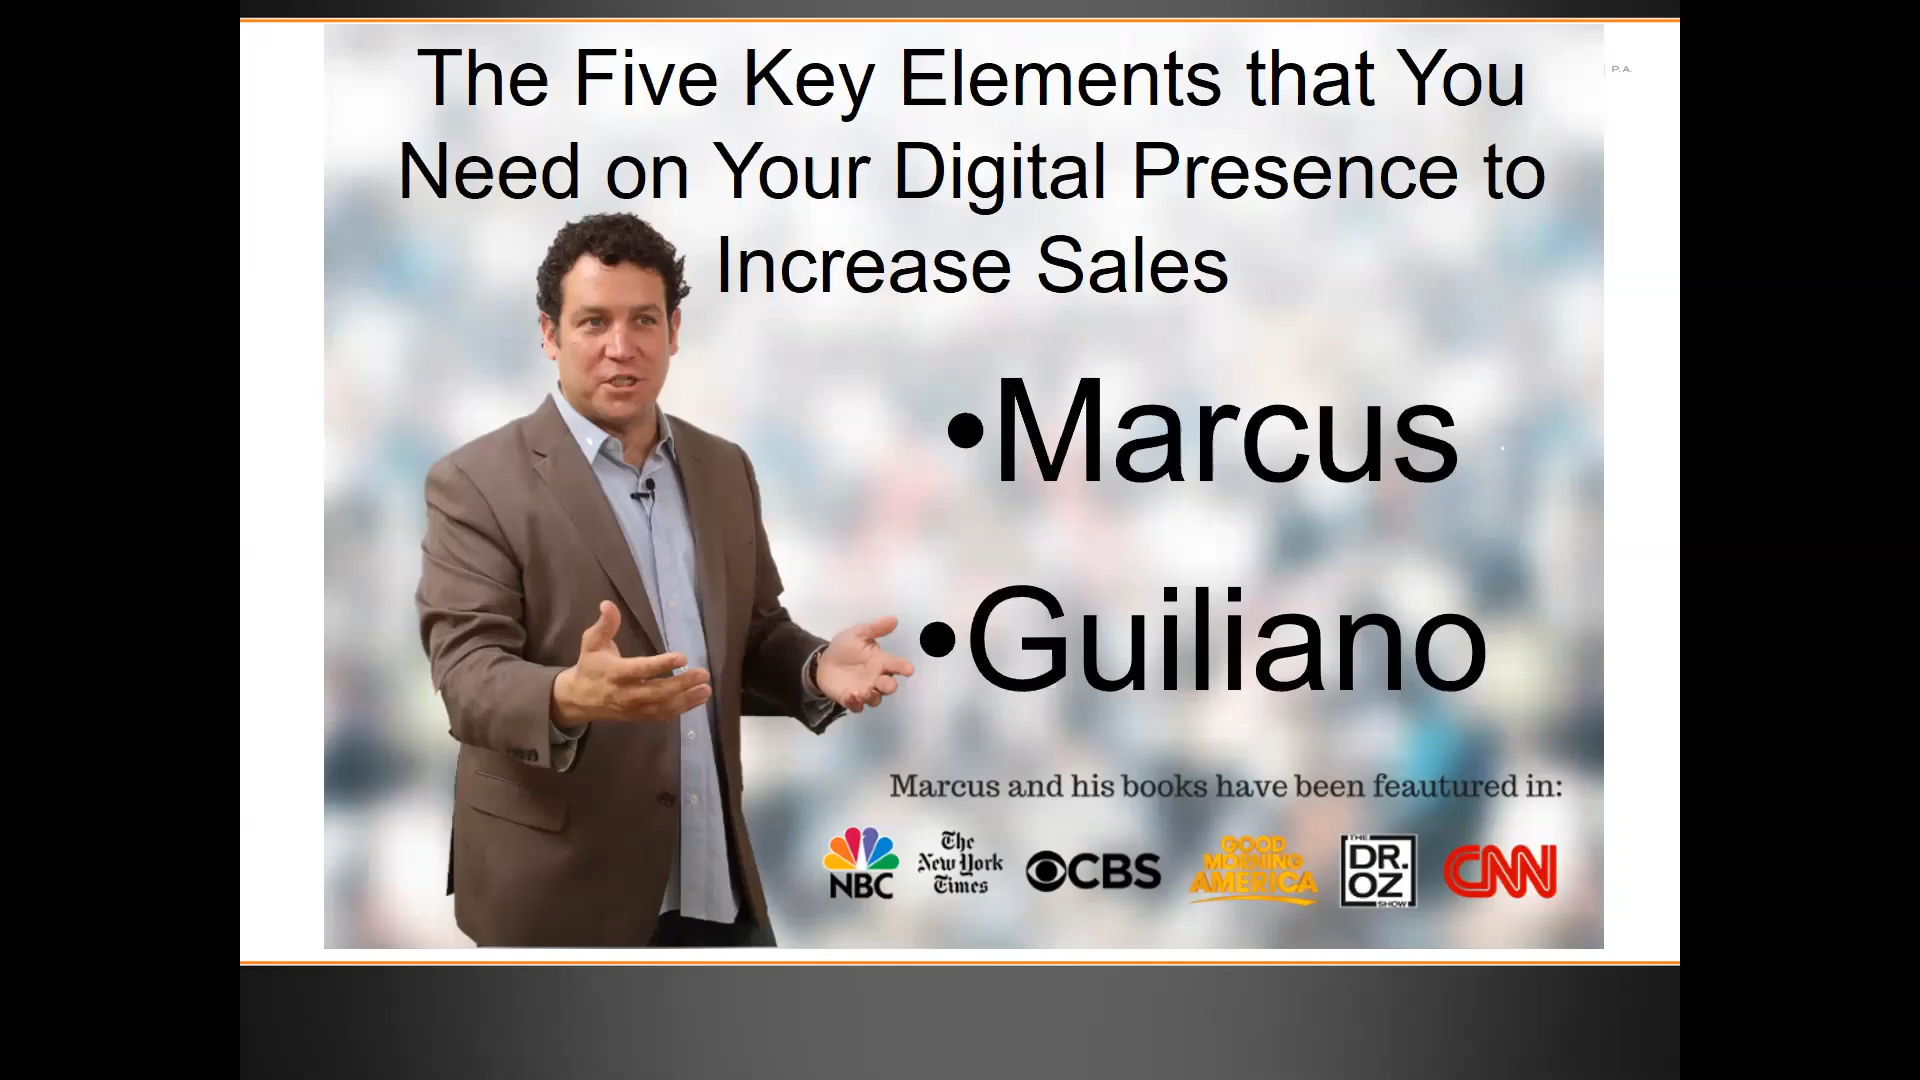 The Five Key Elements that You
Need on Your Digital Presence to
Increase Sales
P.A.
•Marcus
•Guiliano
Marcus and his books have been feautured in:
NBC
The
New York
Times
CBS
GOOD
MORNING
AMERICA
THE
DR.
OZ
SHOW
CNN